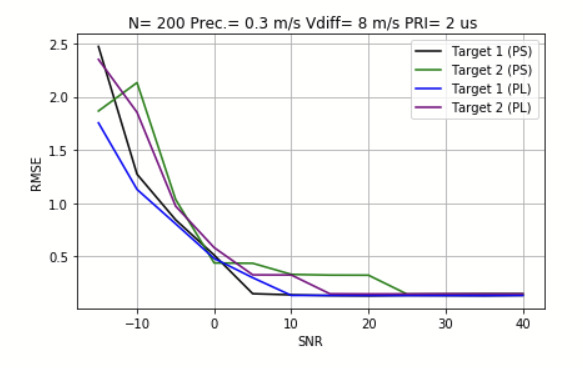 N= 200 Prec.= 0.3 m/s Vdiff= 8 m/s PRI= 2 us
Target 1 (PS)
Target 2 (PS)
Target 1 (PL)
Target 2 (PL)
2.5
2.0
1.5
1.0
0.5
RMSE
−10
0
10
20
30
40
SNR